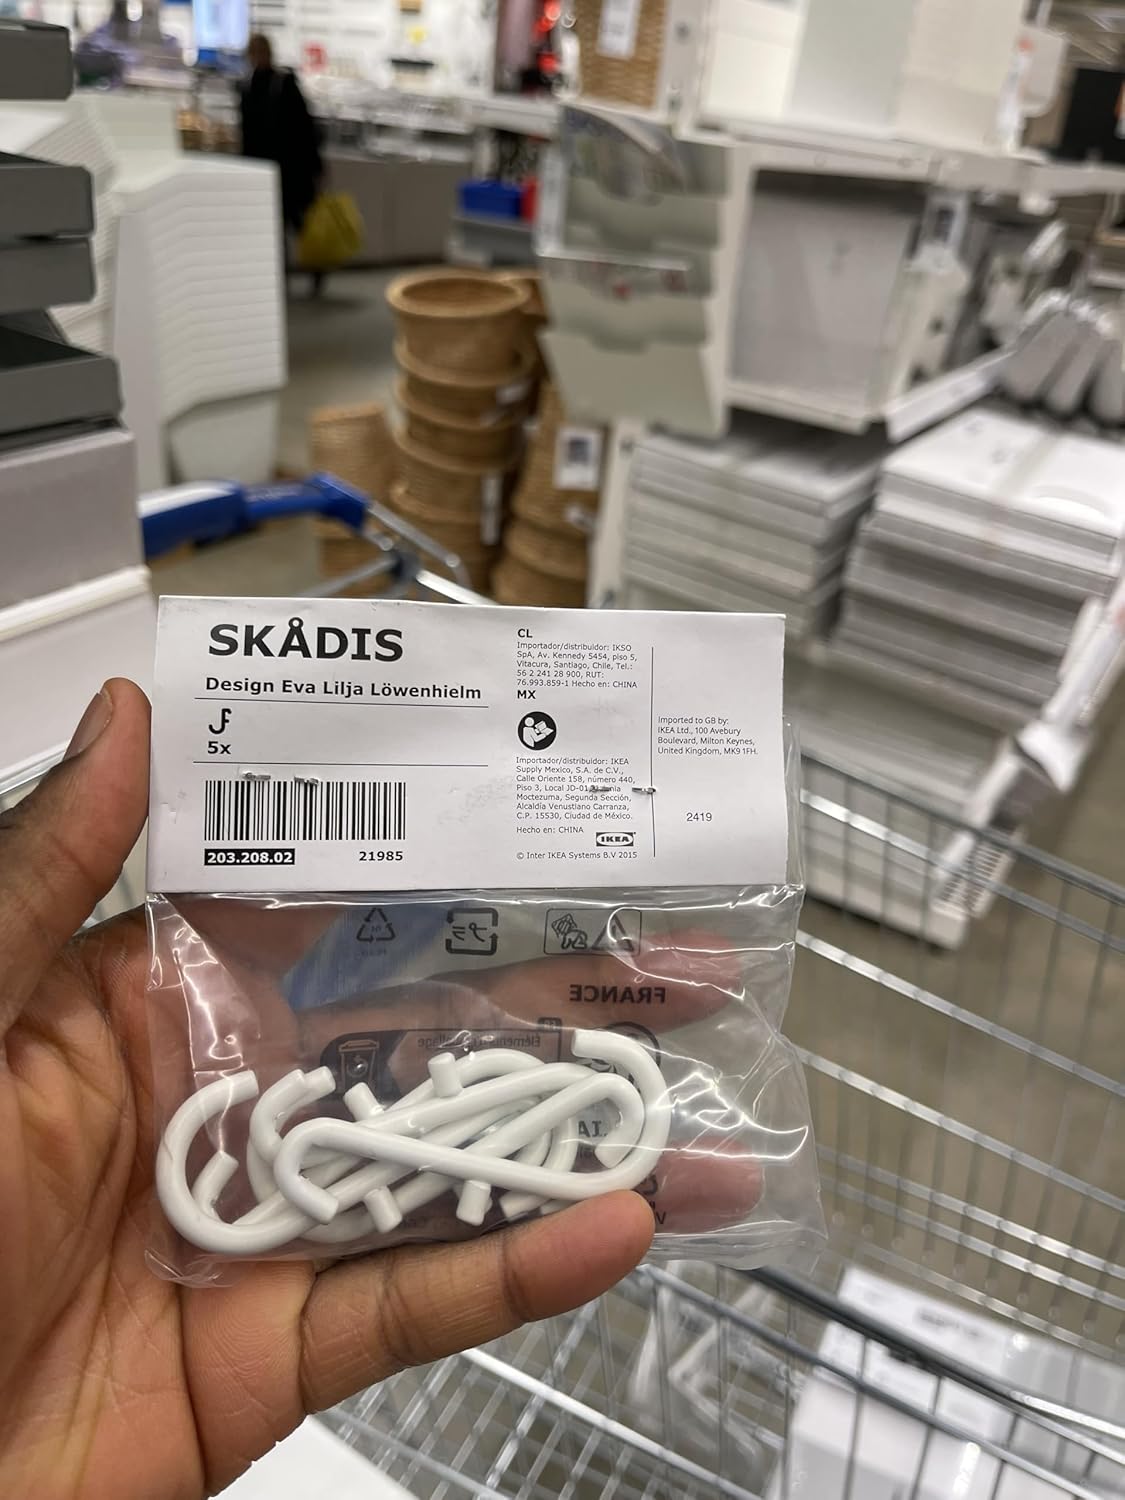 SKÅDIS
Design Eva Lilja Löwenhielm
5x
203.208.02
21985
CL
Importador/distribuidor: IKSO
SpA, Av. Kennedy 5454, piso 5,
Vitacura, Santiago, Chile, Tel.:
56 2 241 28 900, RUT:
76.993.859-1 Hecho en: CHINA
MX
Importador/distribuidor: IKEA
Supply Mexico, S.A. de C.V.,
Calle Oriente 158, número 440,
Piso 3, Local JD-01,
Moctezuma, Segunda Sección,
Alcaldía Venustiano Carranza,
C.P. 15530, Ciudad de México.
Hecho en: CHINA
IKEA
© Inter IKEA Systems B.V 2015
Imported to GB by:
IKEA Ltd., 100 Avebury
Boulevard, Milton Keynes,
United Kingdom, MK9 1FH.
2419
FRANCE